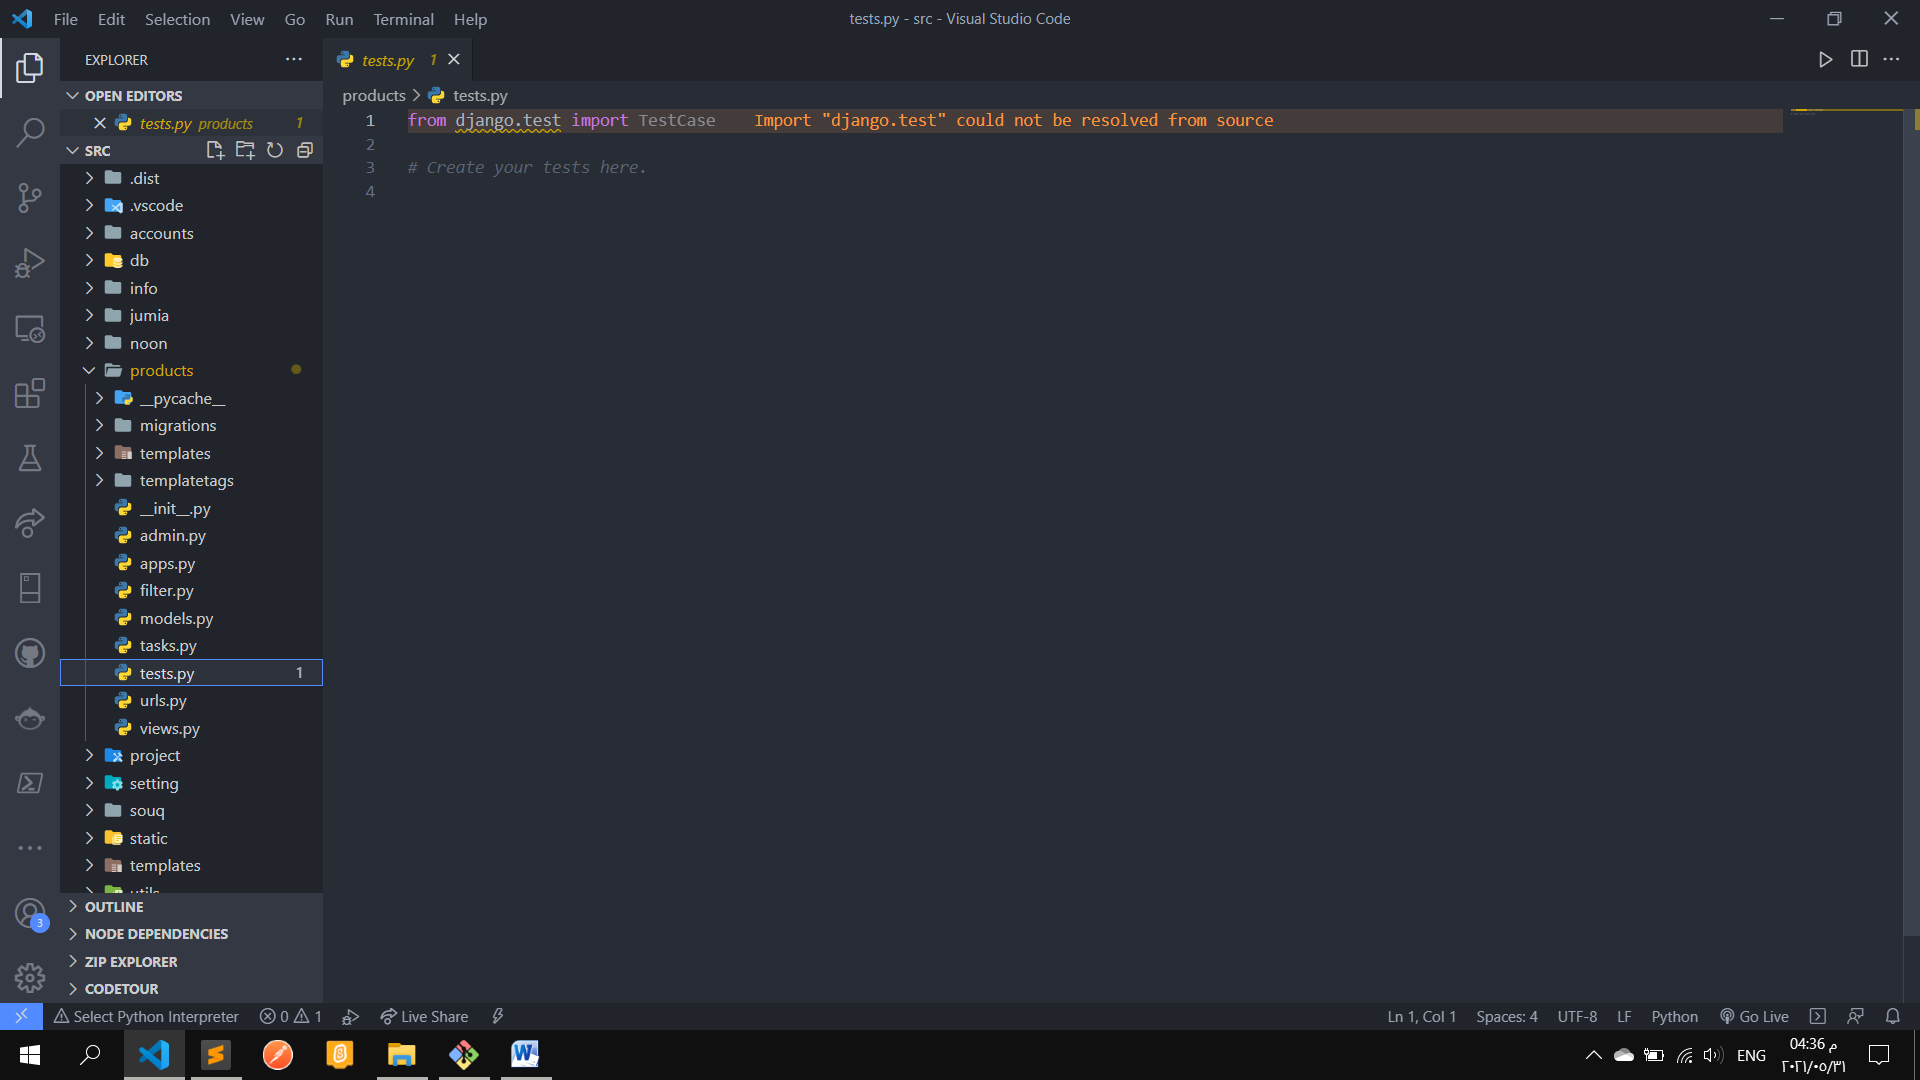 File Edit Selection View Go Run Terminal Help
tests.py - src - Visual Studio Code
EXPLORER
OPEN EDITORS
tests.py products 1
SRC
.dist
.vscode
accounts
db
info
jumia
noon
products
__pycache__
migrations
templates
templatetags
__init__.py
admin.py
apps.py
filter.py
models.py
tasks.py
tests.py 1
urls.py
views.py
project
setting
souq
static
templates
utils
OUTLINE
NODE DEPENDENCIES
ZIP EXPLORER
CODETOUR
3
tests.py 1
products > tests.py
1 from django.test import TestCase Import "django.test" could not be resolved from source
2
3 # Create your tests here.
4
Select Python Interpreter 0 1 Live Share
Ln 1, Col 1 Spaces: 4 UTF-8 LF Python Go Live
ENG
04:36 م
٢٠٢١/٠٥/٣١